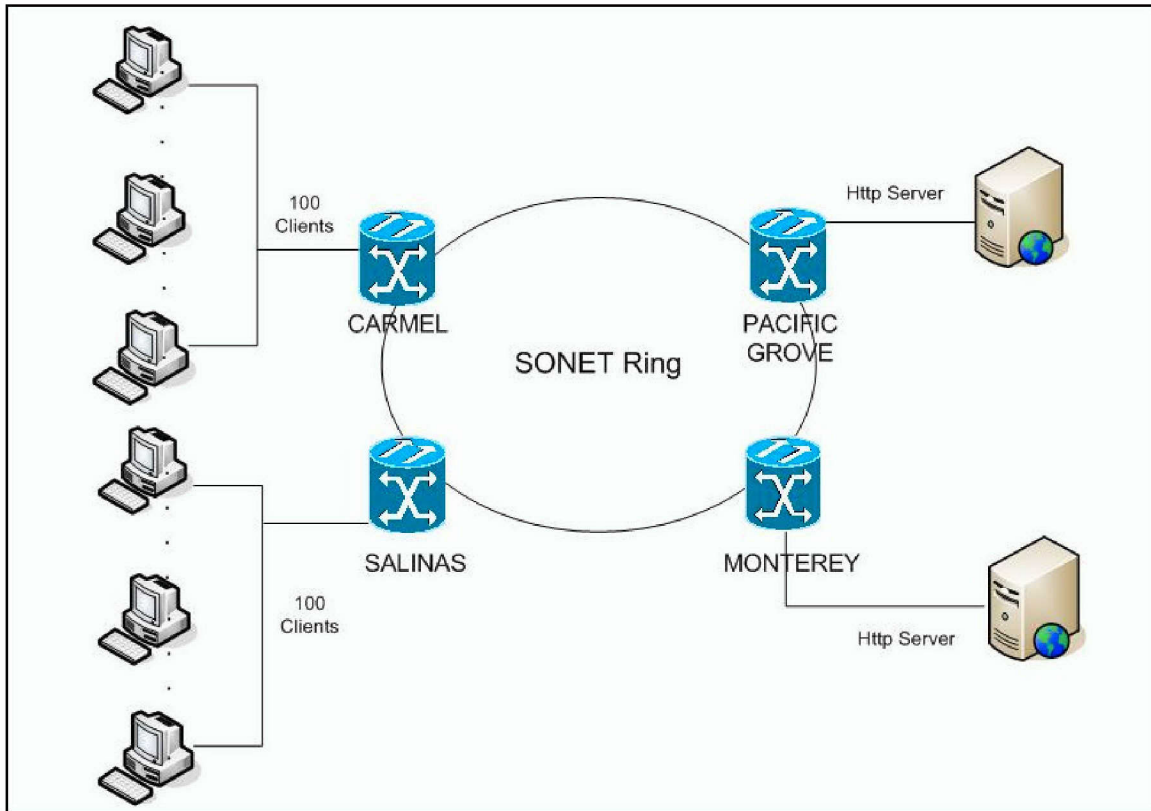 100
Clients
Http Server
CARMEL
PACIFIC
GROVE
SONET Ring
SALINAS
MONTEREY
100
Clients
Http Server